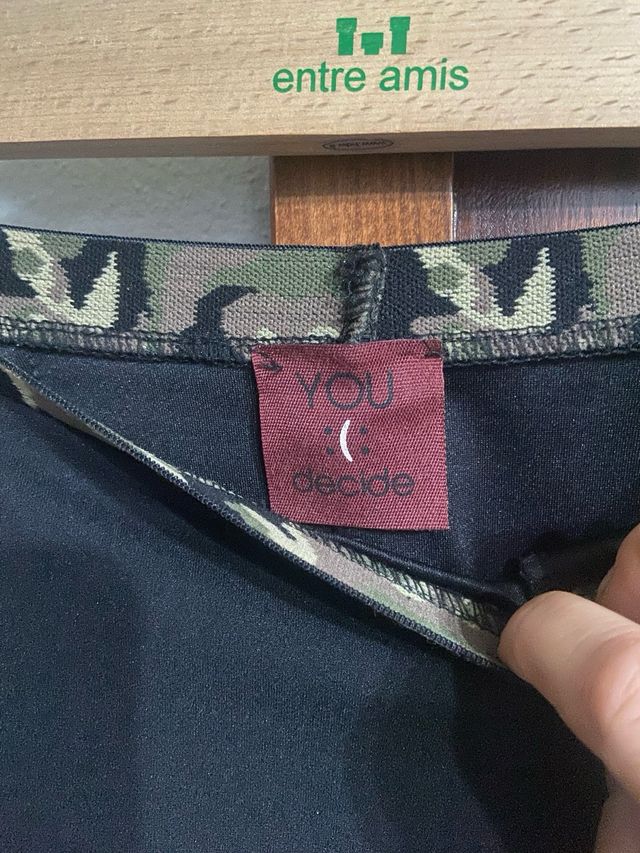 entre amis
YOU
:(:
decide